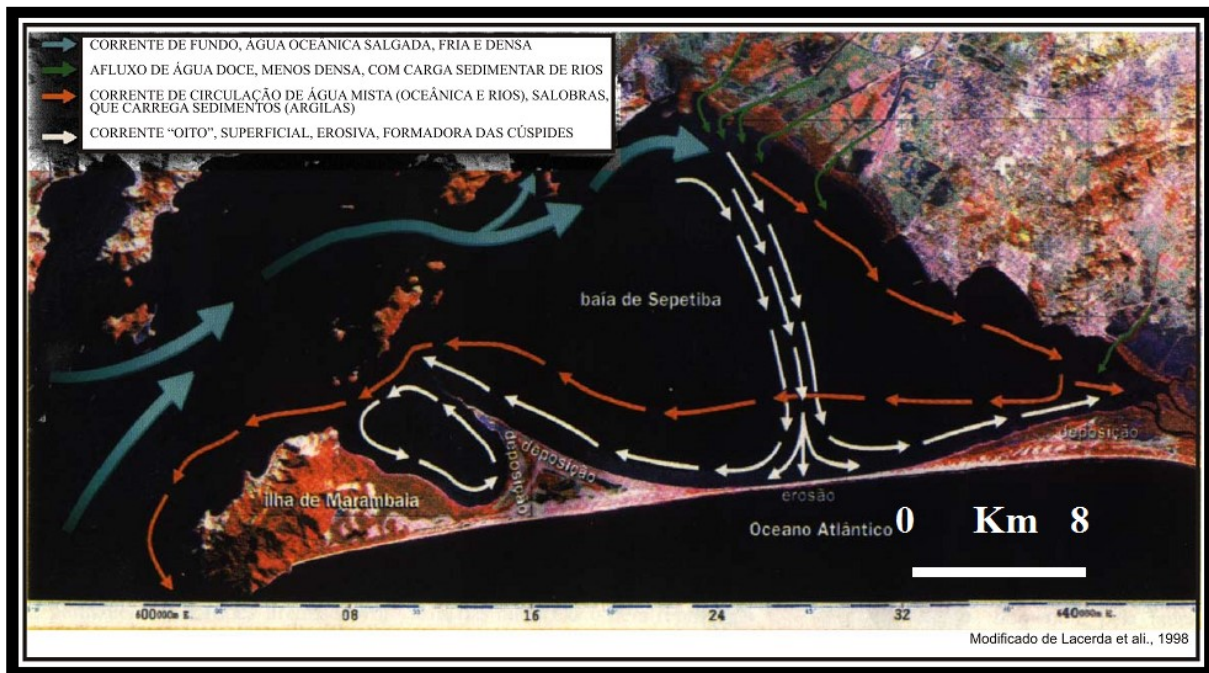 CORRENTE DE FUNDO, ÁGUA OCEÂNICA SALGADA, FRIA E DENSA
AFLUXO DE ÁGUA DOCE, MENOS DENSA, COM CARGA SEDIMENTAR DE RIOS
CORRENTE DE CIRCULAÇÃO DE ÁGUA MISTA (OCEÂNICA E RIOS), SALOBRAS,
QUE CARREGA SEDIMENTOS (ARGILAS)
CORRENTE “OITO”, SUPERFICIAL, EROSIVA, FORMADORA DAS CÚSPIDES
baía de Sepetiba
deposição
deposição
deposição
ilha de Marambaia
erosão
Oceano Atlântico
0 Km 8
600000m E. 08 16 24 32 640000m E.
Modificado de Lacerda et ali., 1998